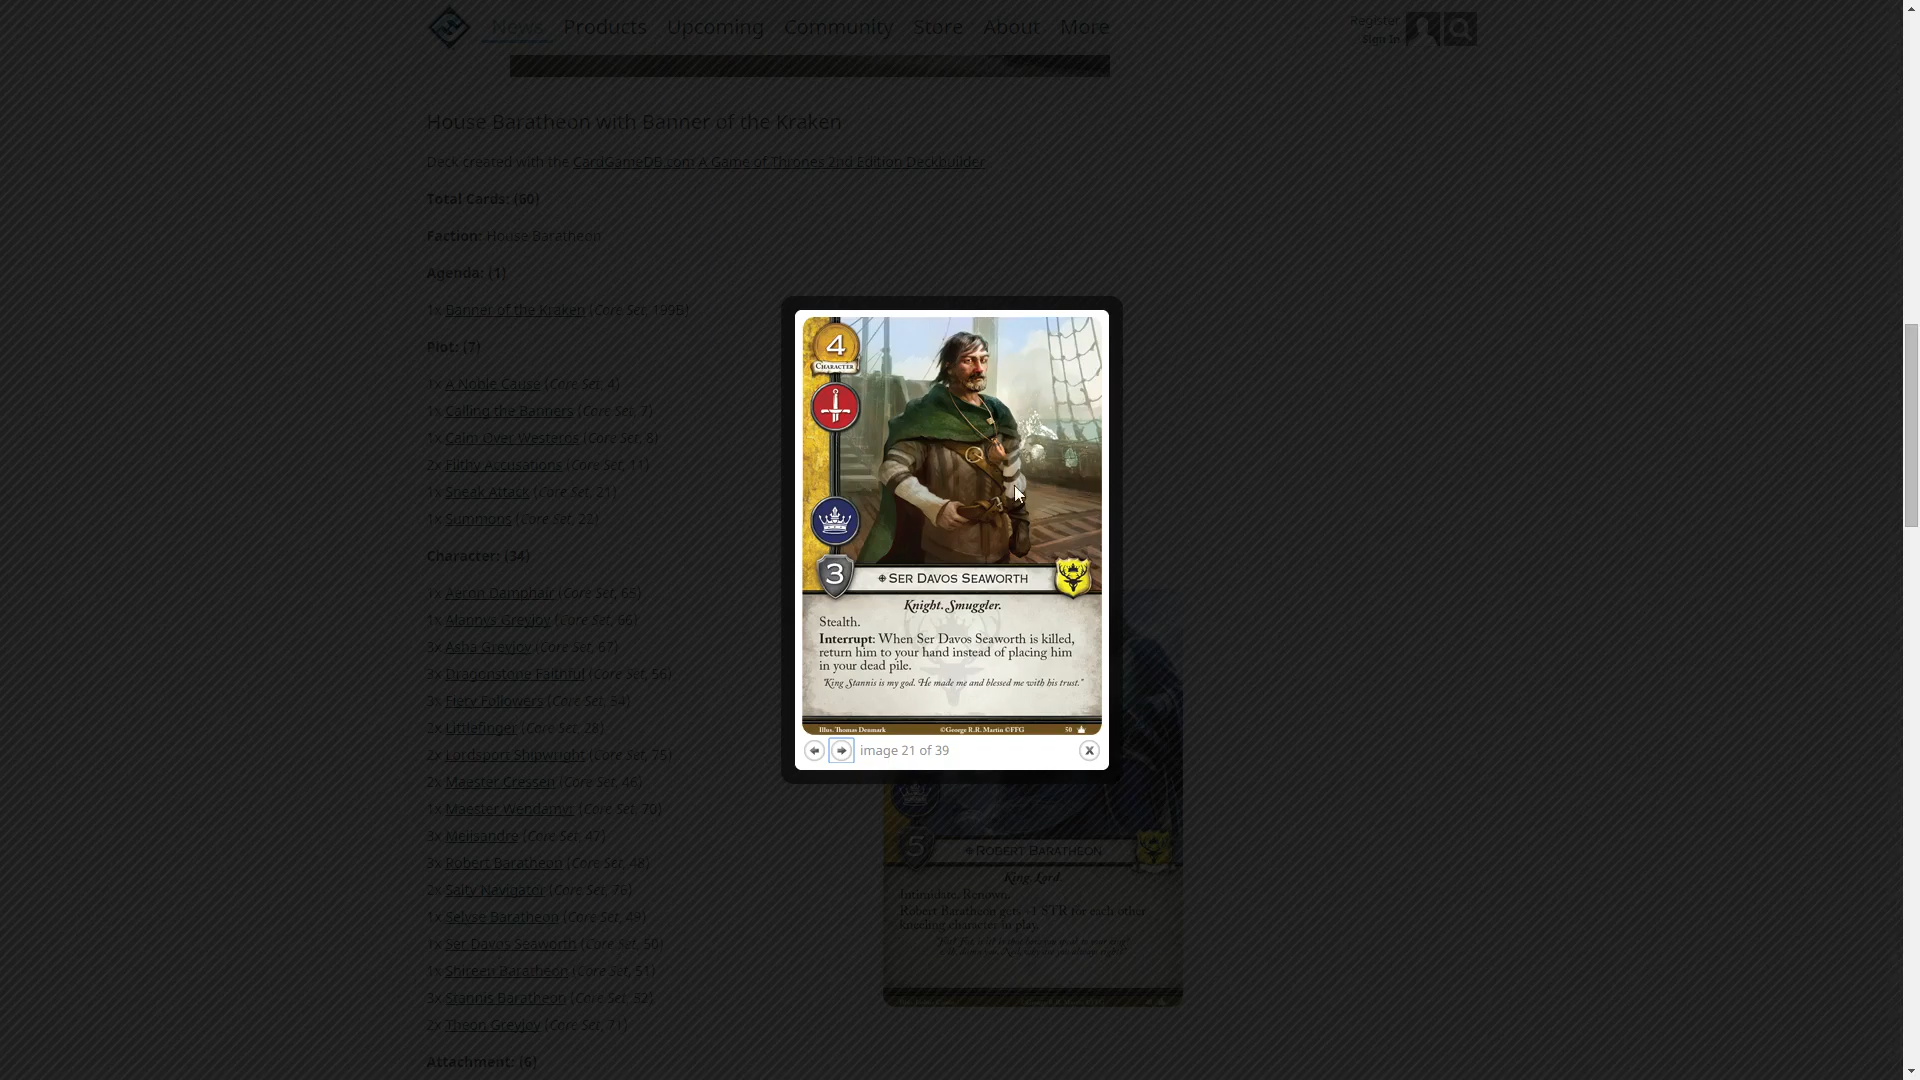 News Products Upcoming Community Store About More
Register
Sign In
House Baratheon with Banner of the Kraken
Deck created with the CardGameDB.com A Game of Thrones 2nd Edition Deckbuilder
Total Cards: (60)
Faction: House Baratheon
Agenda: (1)
1x Banner of the Kraken (Core Set, 199B)
Plot: (7)
1x A Noble Cause (Core Set, 4)
1x Calling the Banners (Core Set, 7)
1x Calm Over Westeros (Core Set, 8)
2x Filthy Accusations (Core Set, 11)
1x Sneak Attack (Core Set, 21)
1x Summons (Core Set, 22)
Character: (34)
1x Aeron Damphair (Core Set, 65)
1x Alannys Greyjoy (Core Set, 66)
3x Asha Greyjoy (Core Set, 67)
3x Dragonstone Faithful (Core Set, 56)
3x Fiery Followers (Core Set, 54)
2x Littlefinger (Core Set, 28)
2x Lordsport Shipwright (Core Set, 75)
2x Maester Cressen (Core Set, 46)
1x Maester Wendamyr (Core Set, 70)
3x Melisandre (Core Set, 47)
3x Robert Baratheon (Core Set, 48)
2x Salty Navigator (Core Set, 76)
1x Selyse Baratheon (Core Set, 49)
1x Ser Davos Seaworth (Core Set, 50)
1x Shireen Baratheon (Core Set, 51)
3x Stannis Baratheon (Core Set, 52)
2x Theon Greyjoy (Core Set, 71)
Attachment: (6)
4
Character
3
Ser Davos Seaworth
Knight. Smuggler.
Stealth.
Interrupt: When Ser Davos Seaworth is killed,
return him to your hand instead of placing him
in your dead pile.
"King Stannis is my god. He made me and blessed me with his trust."
Illus. Thomas Denmark ©George R.R. Martin ©FFG 50
image 21 of 39
5
Robert Baratheon
King. Lord.
Intimidate. Renown.
Robert Baratheon gets +1 STR for each other
kneeling character in play.